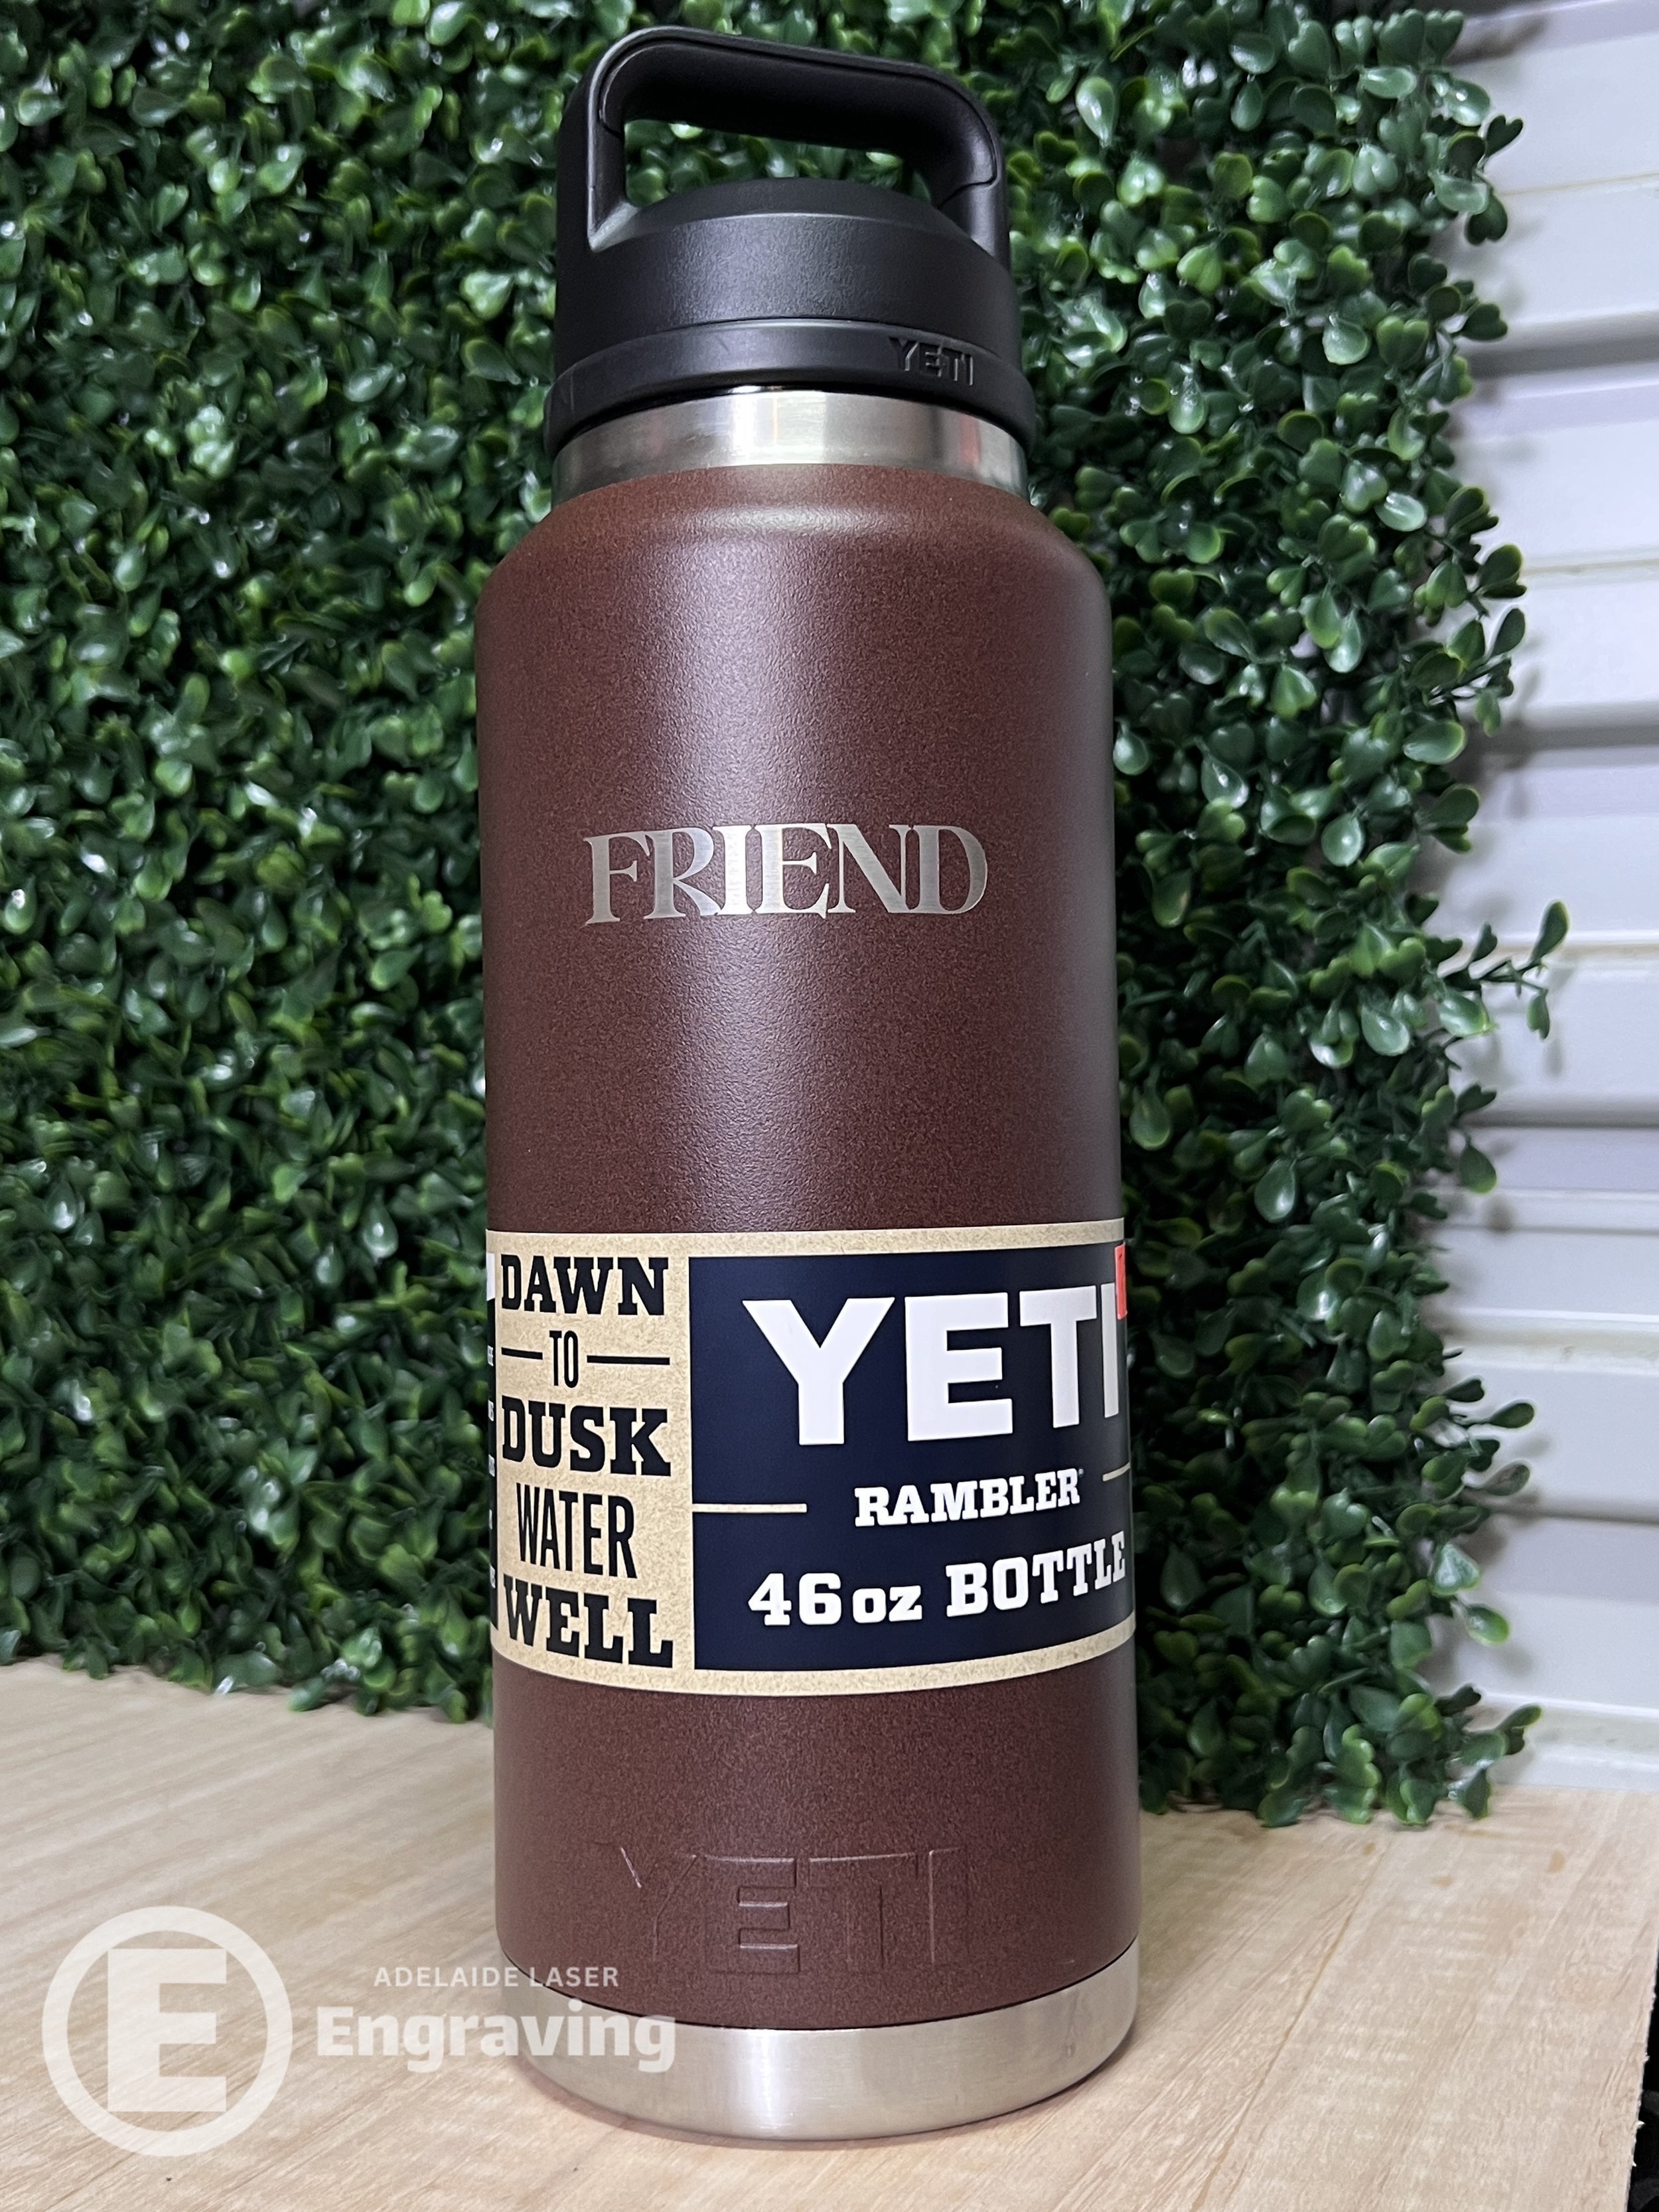 YETI
FRIEND
DAWN
TO
DUSK
WATER
WELL
YETI
RAMBLER
46 oz BOTTLE
YETI
E
ADELAIDE LASER
Engraving